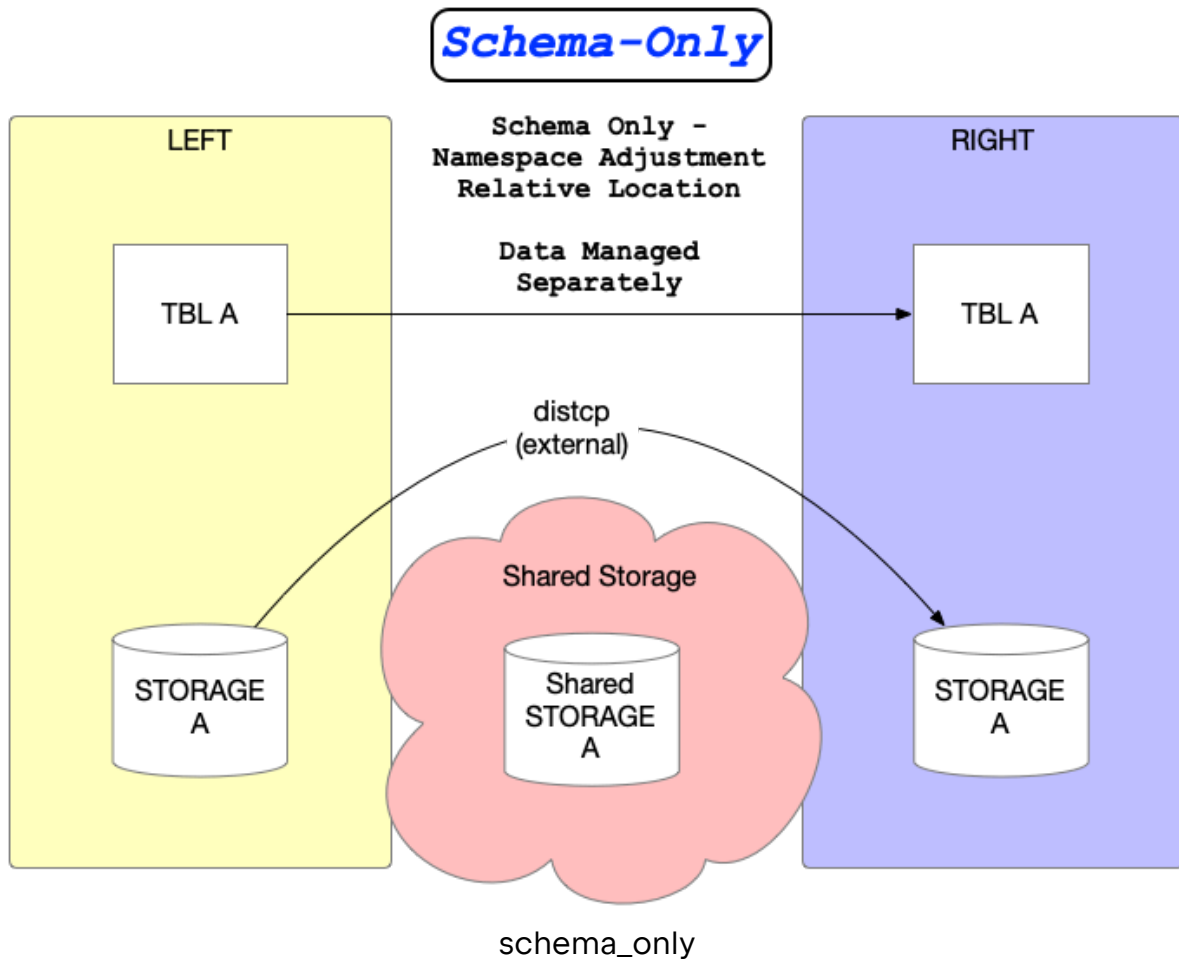 Schema-Only
LEFT
Schema Only -
Namespace Adjustment
Relative Location
RIGHT
Data Managed
Separately
TBL A
TBL A
distcp
(external)
Shared Storage
STORAGE
A
Shared
STORAGE
A
STORAGE
A
schema_only